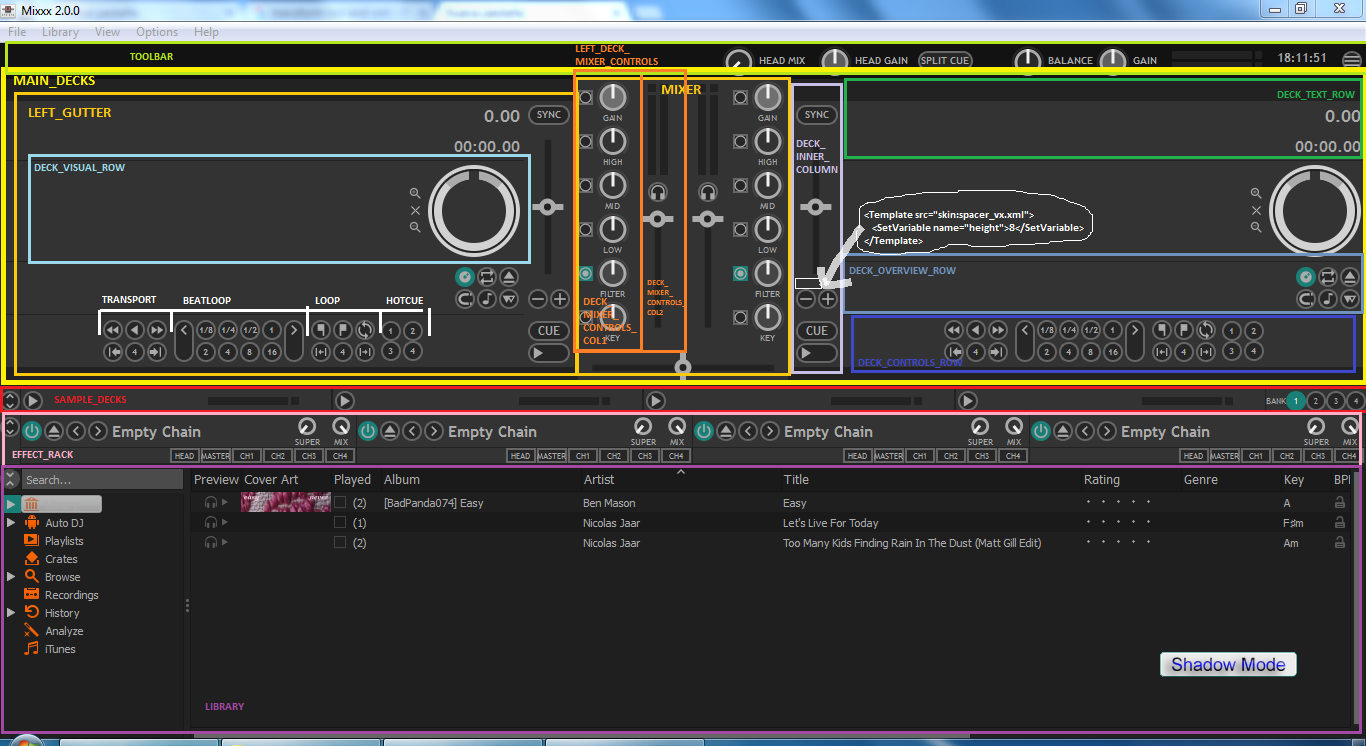 Mixxx 2.0.0
File Library View Options Help
TOOLBAR
LEFT_DECK_
MIXER_CONTROLS
HEAD MIX HEAD GAIN SPLIT CUE BALANCE GAIN 18:11:51
MAIN_DECKS
LEFT_GUTTER
0.00 SYNC
00:00.00
DECK_VISUAL_ROW
MIXER
GAIN GAIN
HIGH HIGH
MID MID
LOW LOW
FILTER FILTER
KEY KEY
DECK_
MIXER_
CONTROLS_
COL1
DECK_
MIXER_
CONTROLS_
COL2
SYNC
DECK_
INNER_
COLUMN
DECK_TEXT_ROW
0.00
00:00.00
<Template src="skin:spacer_vx.xml">
<SetVariable name="height">8</SetVariable>
</Template>
DECK_OVERVIEW_ROW
TRANSPORT BEATLOOP LOOP HOTCUE
1/8 1/4 1/2 1 1 2
4 2 4 8 16 4 3 4
CUE CUE
1/8 1/4 1/2 1 1 2
4 2 4 8 16 4 3 4
DECK_CONTROLS_ROW
SAMPLE_DECKS
BANK 1 2 3 4
Empty Chain SUPER MIX Empty Chain SUPER MIX Empty Chain SUPER MIX Empty Chain SUPER MIX
EFFECT_RACK
HEAD MASTER CH1 CH2 CH3 CH4 HEAD MASTER CH1 CH2 CH3 CH4 HEAD MASTER CH1 CH2 CH3 CH4 HEAD MASTER CH1 CH2 CH3 CH4
Search...
Auto DJ
Playlists
Crates
Browse
Recordings
History
Analyze
iTunes
Preview Cover Art Played Album Artist Title Rating Genre Key BP
(2) [BadPanda074] Easy Ben Mason Easy A
(1) Nicolas Jaar Let's Live For Today F♯m
(2) Nicolas Jaar Too Many Kids Finding Rain In The Dust (Matt Gill Edit) Am
Shadow Mode
LIBRARY